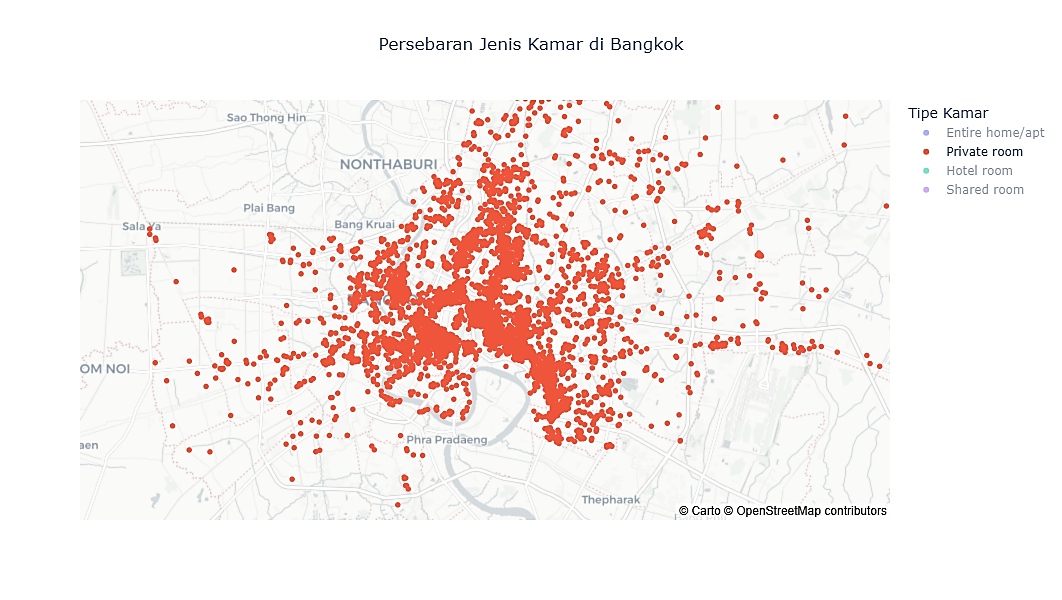 Persebaran Jenis Kamar di Bangkok
Tipe Kamar
Entire home/apt
Private room
Hotel room
Shared room
Sao Thong Hin
NONTHABURI
Plai Bang
Sala Ya
Bang Kruai
OM NOI
aen
Phra Pradaeng
Thepharak
© Carto © OpenStreetMap contributors